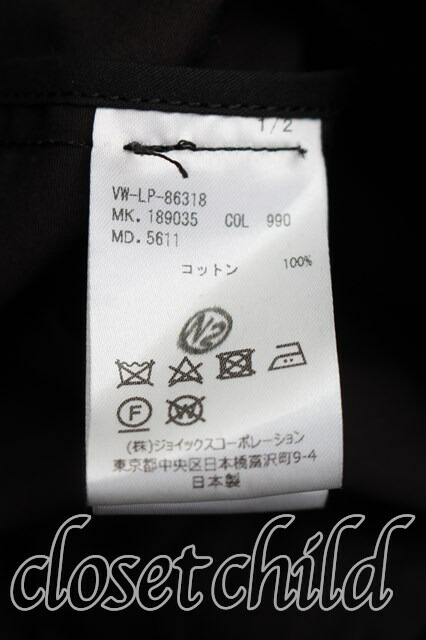 1/2
VW-LP-86318
MK. 189035 COL 990
MD. 5611
コットン 100%
N2
F W
(株)ジョイックスコーポレーション
東京都中央区日本橋富沢町9-4
日本製
closet child